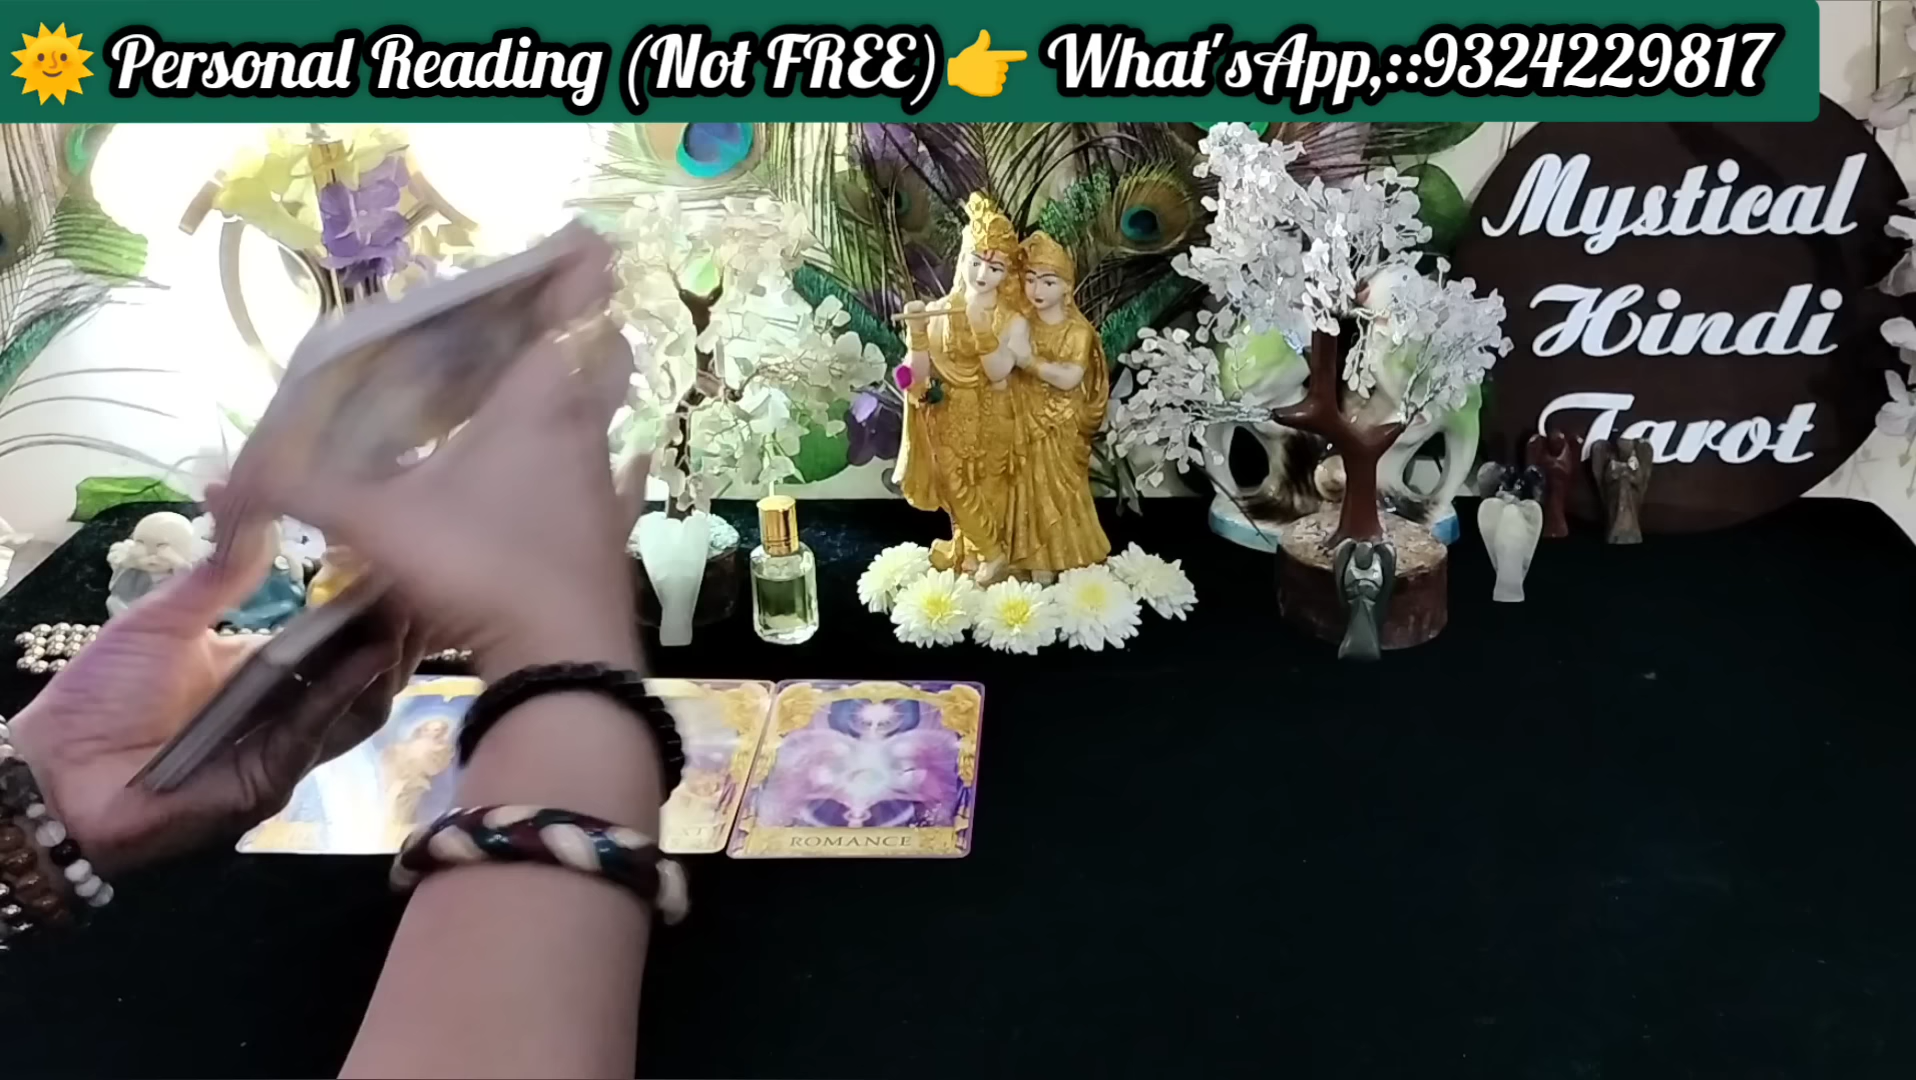 Personal Reading (Not FREE) What'sApp,::9324229817
Mystical
Hindi
Tarot
ROMANCE